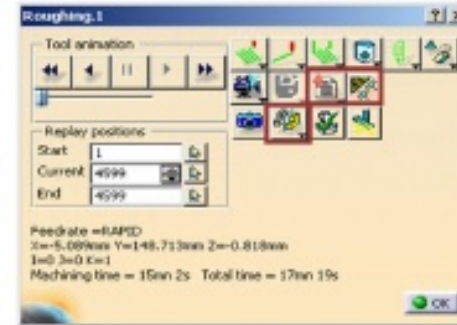 Roughing.1
Tool animation
Replay positions
Start 1
Current 4599
End 4599
Feedrate =RAPID
X=-5.089mm Y=148.713mm Z=-0.818mm
I=0 J=0 K=1
Machining time = 15mn 2s Total time = 17mn 19s
OK